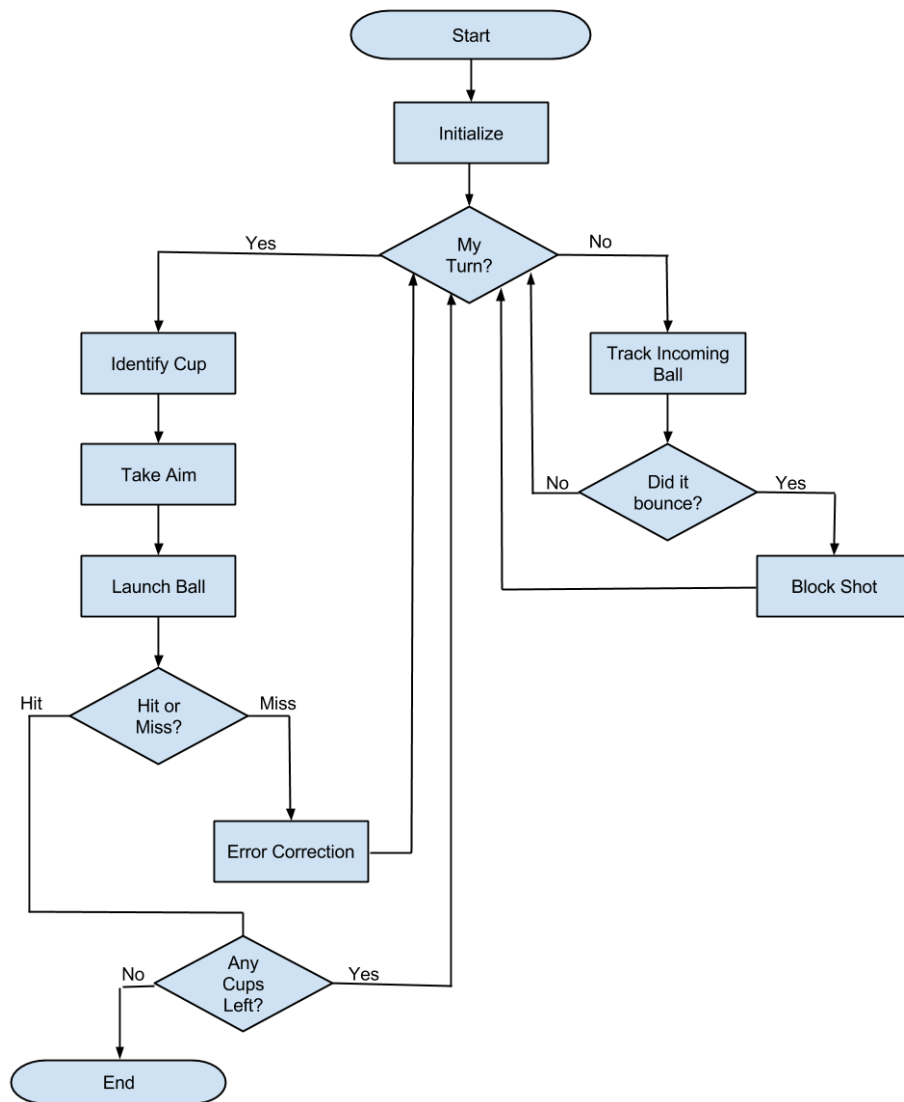 Start
Initialize
My
Turn?
Yes
No
Identify Cup
Track Incoming
Ball
Take Aim
Did it
bounce?
No
Yes
Launch Ball
Block Shot
Hit or
Miss?
Hit
Miss
Error Correction
Any
Cups
Left?
No
Yes
End